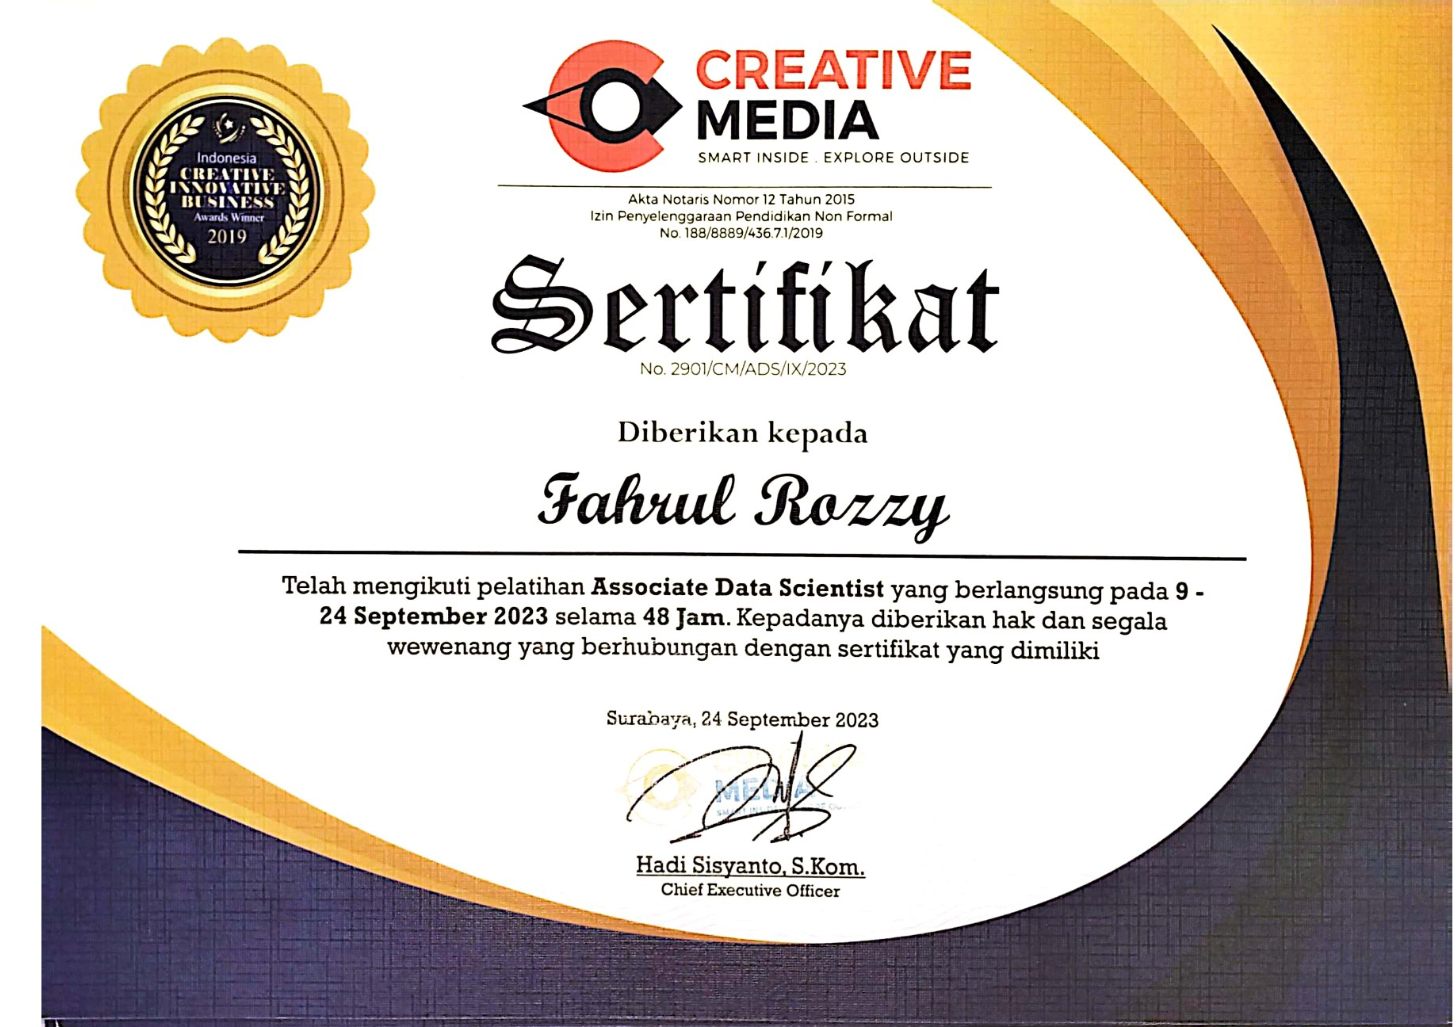 CREATIVE
MEDIA
SMART INSIDE . EXPLORE OUTSIDE
Indonesia
CREATIVE
INNOVATIVE
BUSINESS
Awards Winner
2019
Akta Notaris Nomor 12 Tahun 2015
Izin Penyelenggaraan Pendidikan Non Formal
No. 188/8889/436.7.1/2019
Sertifikat
No. 2901/CM/ADS/IX/2023
Diberikan kepada
Fahrul Rozzy
Telah mengikuti pelatihan Associate Data Scientist yang berlangsung pada 9 -
24 September 2023 selama 48 Jam. Kepadanya diberikan hak dan segala
wewenang yang berhubungan dengan sertifikat yang dimiliki
Surabaya, 24 September 2023
MEDIA
Hadi Sisyanto, S.Kom.
Chief Executive Officer